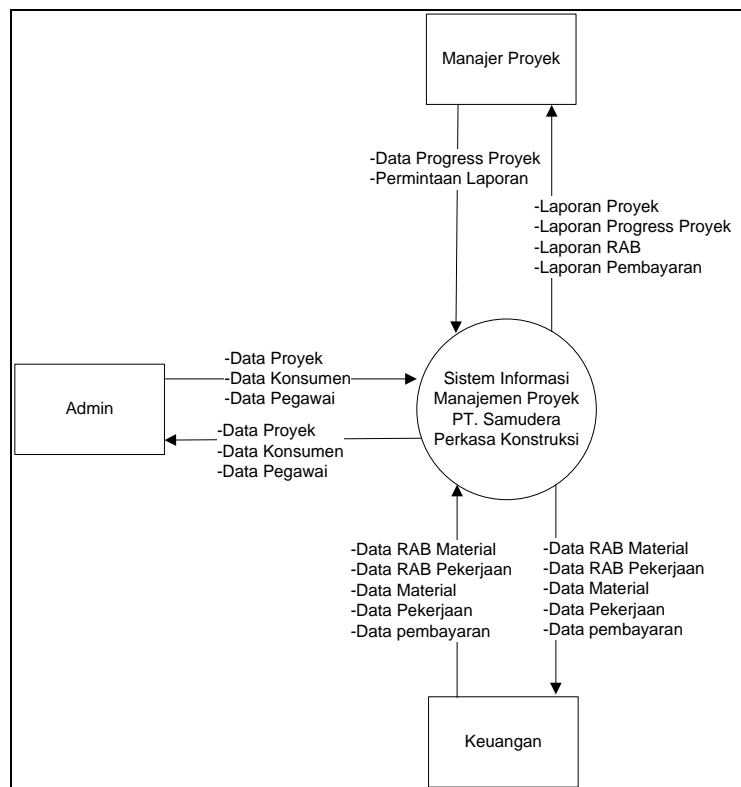 Manajer Proyek
-Data Progress Proyek
-Permintaan Laporan
-Laporan Proyek
-Laporan Progress Proyek
-Laporan RAB
-Laporan Pembayaran
Admin
-Data Proyek
-Data Konsumen
-Data Pegawai
-Data Proyek
-Data Konsumen
-Data Pegawai
Sistem Informasi
Manajemen Proyek
PT. Samudera
Perkasa Konstruksi
-Data RAB Material
-Data RAB Pekerjaan
-Data Material
-Data Pekerjaan
-Data pembayaran
-Data RAB Material
-Data RAB Pekerjaan
-Data Material
-Data Pekerjaan
-Data pembayaran
Keuangan